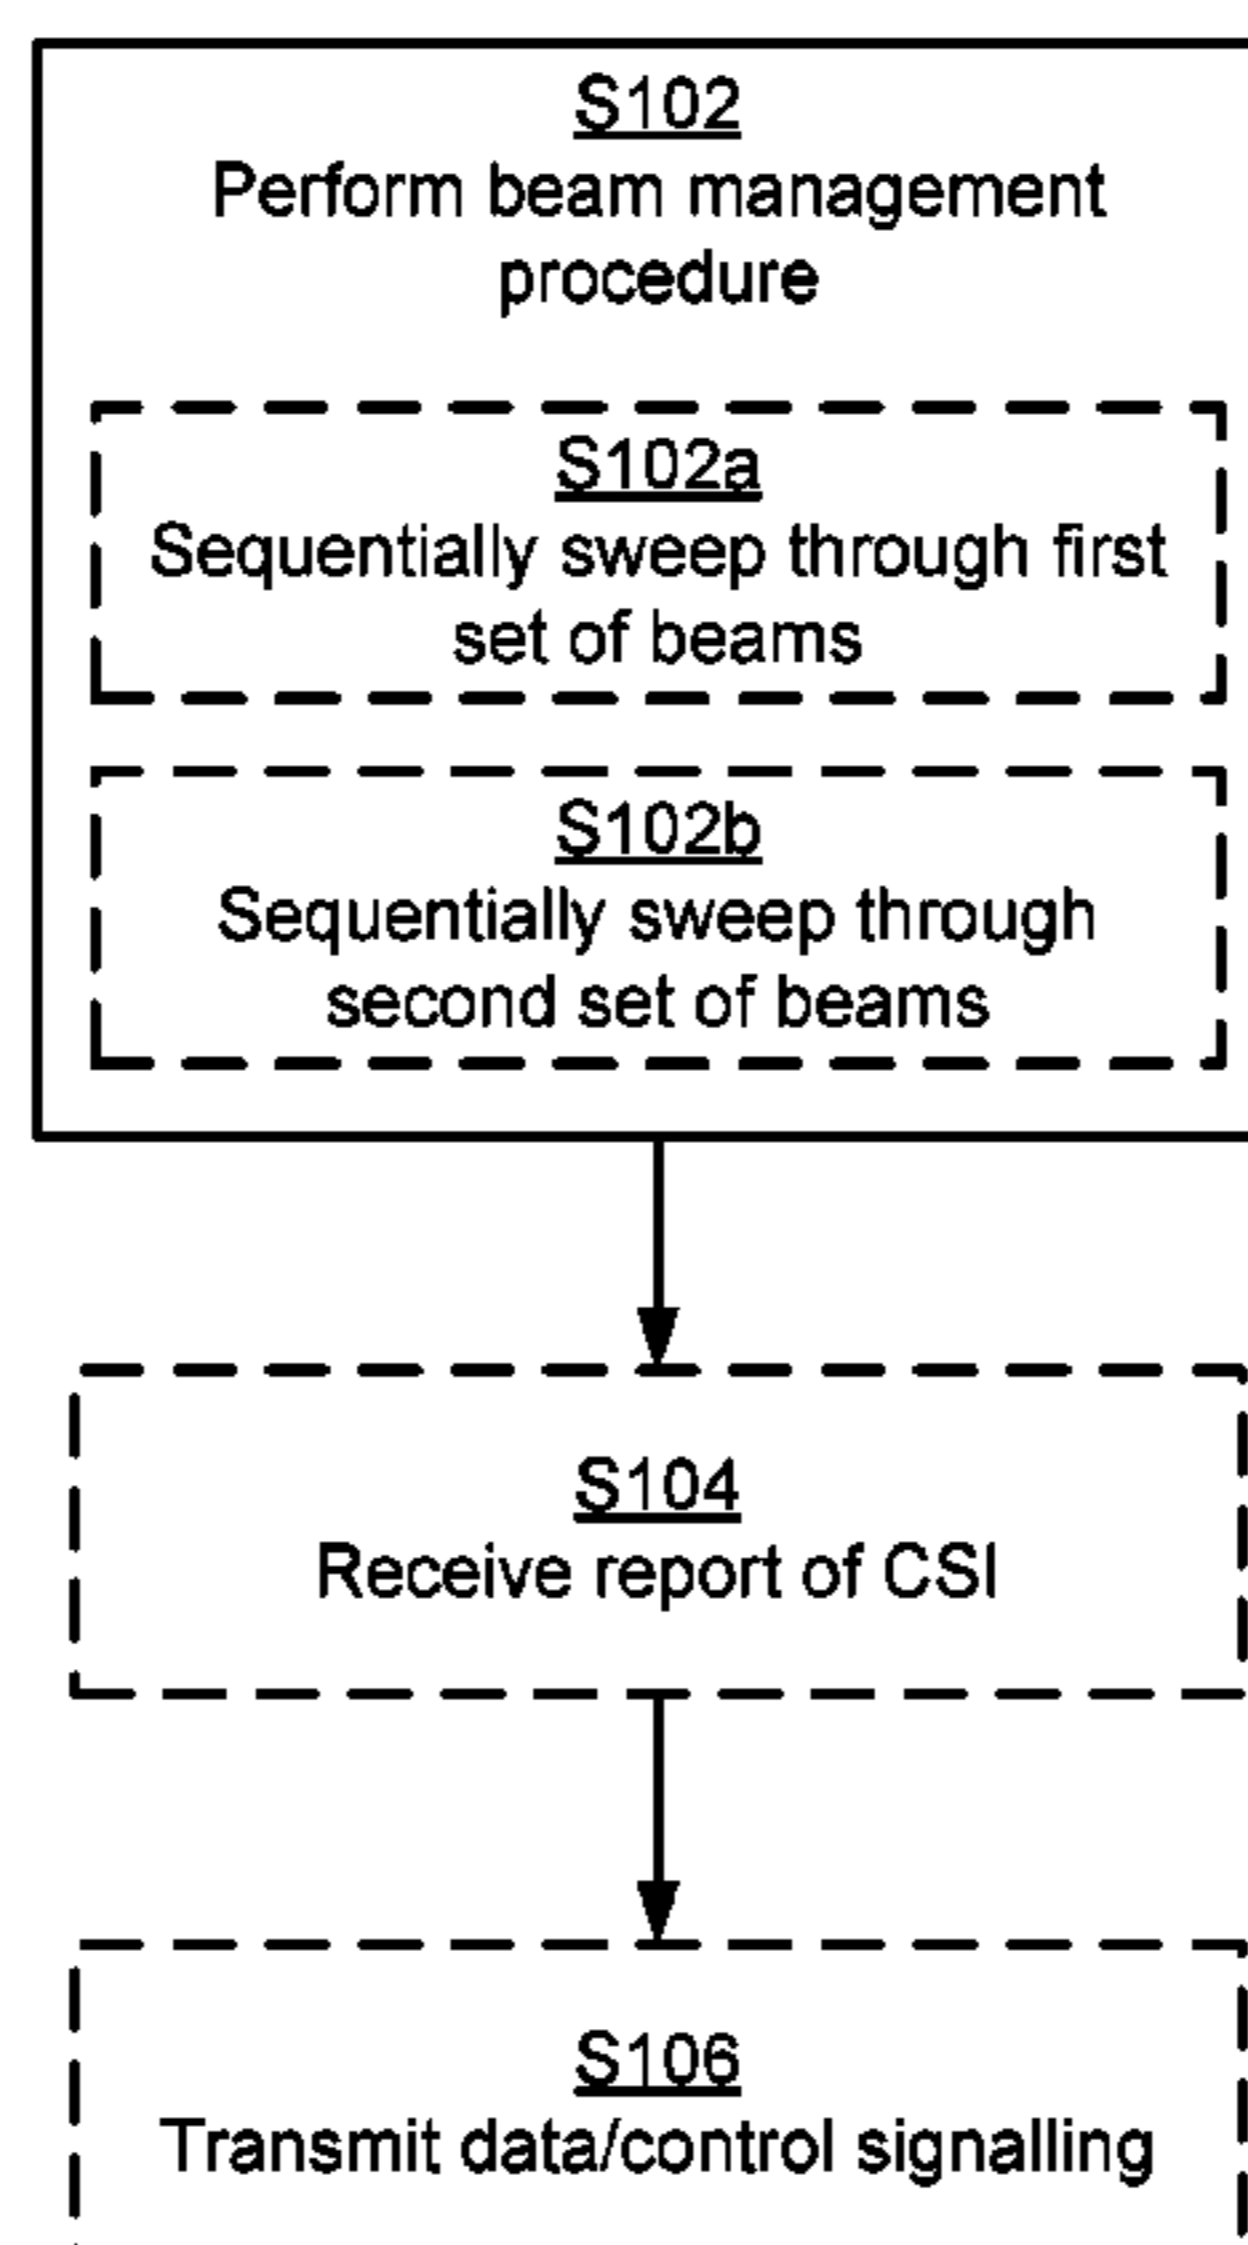 S102
Perform beam management
procedure
S102a
Sequentially sweep through first
set of beams
S102b
Sequentially sweep through
second set of beams
S104
Receive report of CSI
S106
Transmit data/control signalling